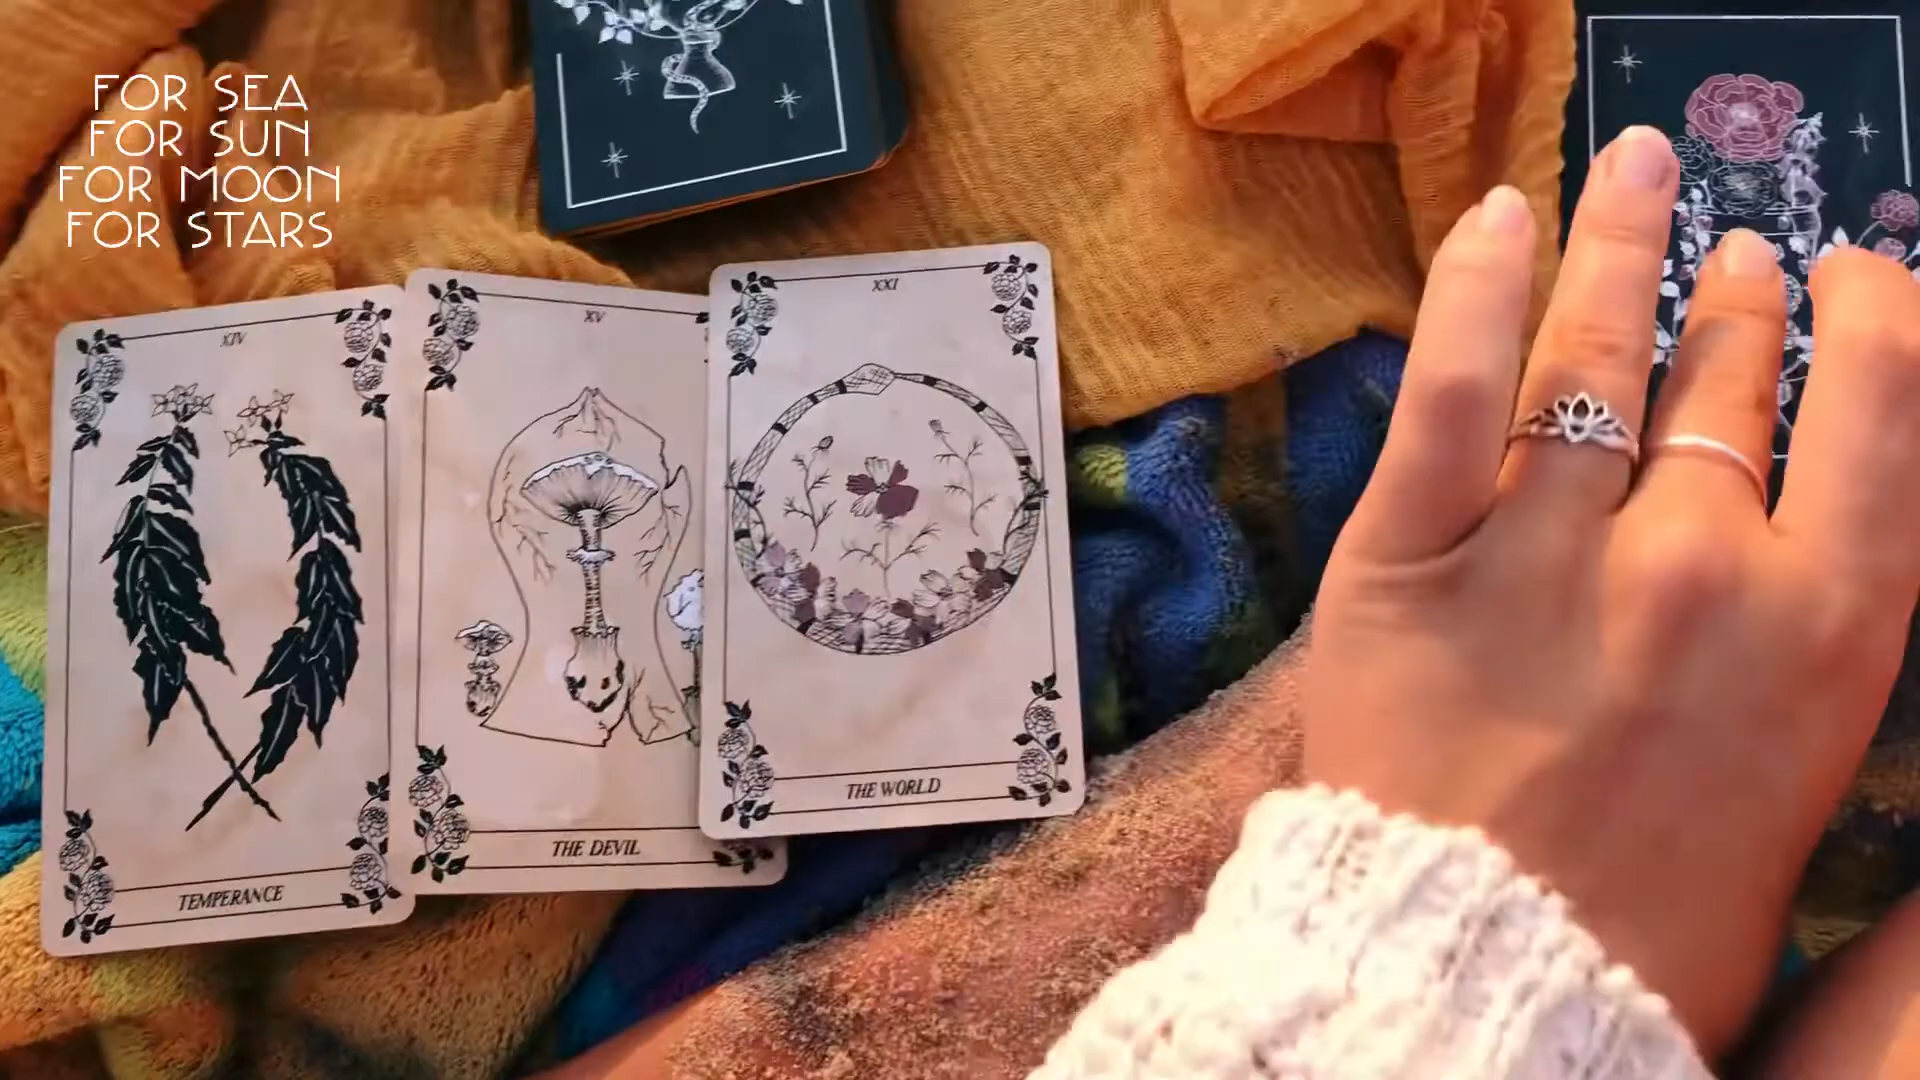 FOR SEA
FOR SUN
FOR MOON
FOR STARS
XIV
TEMPERANCE
XV
THE DEVIL
XXI
THE WORLD